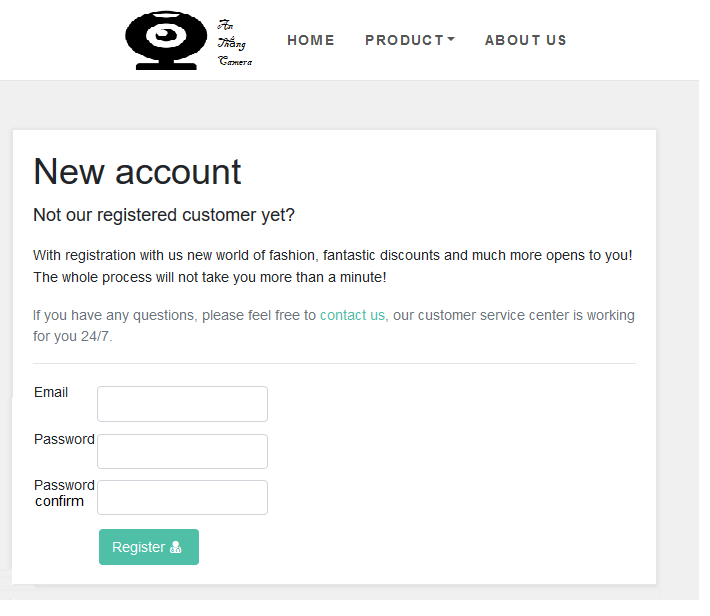 An
Thắng
Camera
HOME PRODUCT ABOUT US
New account
Not our registered customer yet?
With registration with us new world of fashion, fantastic discounts and much more opens to you!
The whole process will not take you more than a minute!
If you have any questions, please feel free to contact us, our customer service center is working
for you 24/7.
Email
Password
Password
confirm
Register